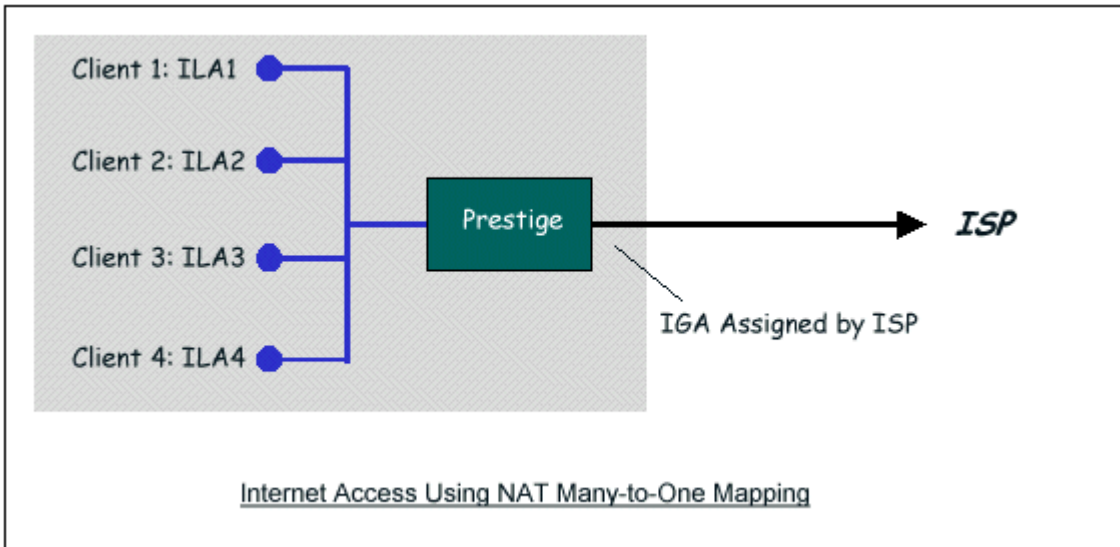 Client 1: ILA1
Client 2: ILA2
Client 3: ILA3
Client 4: ILA4
Prestige
ISP
IGA Assigned by ISP
Internet Access Using NAT Many-to-One Mapping